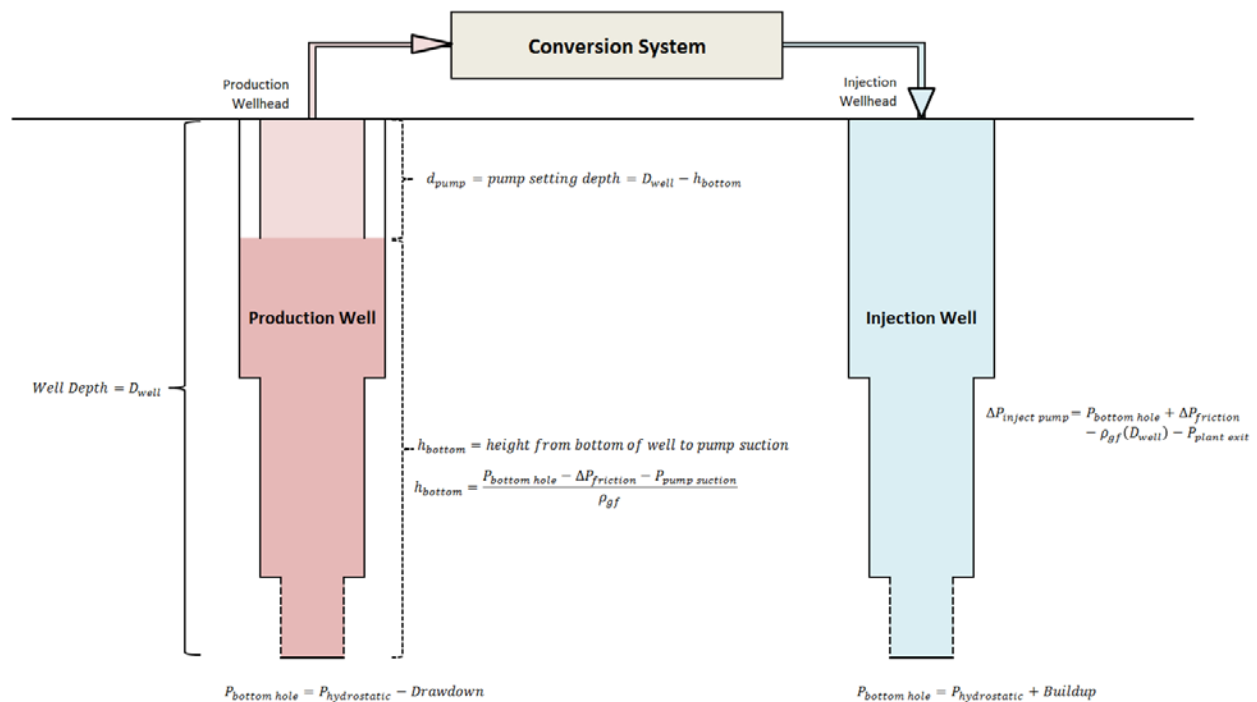 Conversion System
Production
Wellhead
Injection
Wellhead
d_pump = pump setting depth = D_well − h_bottom
Production Well
Injection Well
Well Depth = D_well
ΔP_inject pump = P_bottom hole + ΔP_friction
− ρ_gf(D_well) − P_plant exit
h_bottom = height from bottom of well to pump suction
h_bottom = (P_bottom hole − ΔP_friction − P_pump suction) / ρ_gf
P_bottom hole = P_hydrostatic − Drawdown
P_bottom hole = P_hydrostatic + Buildup